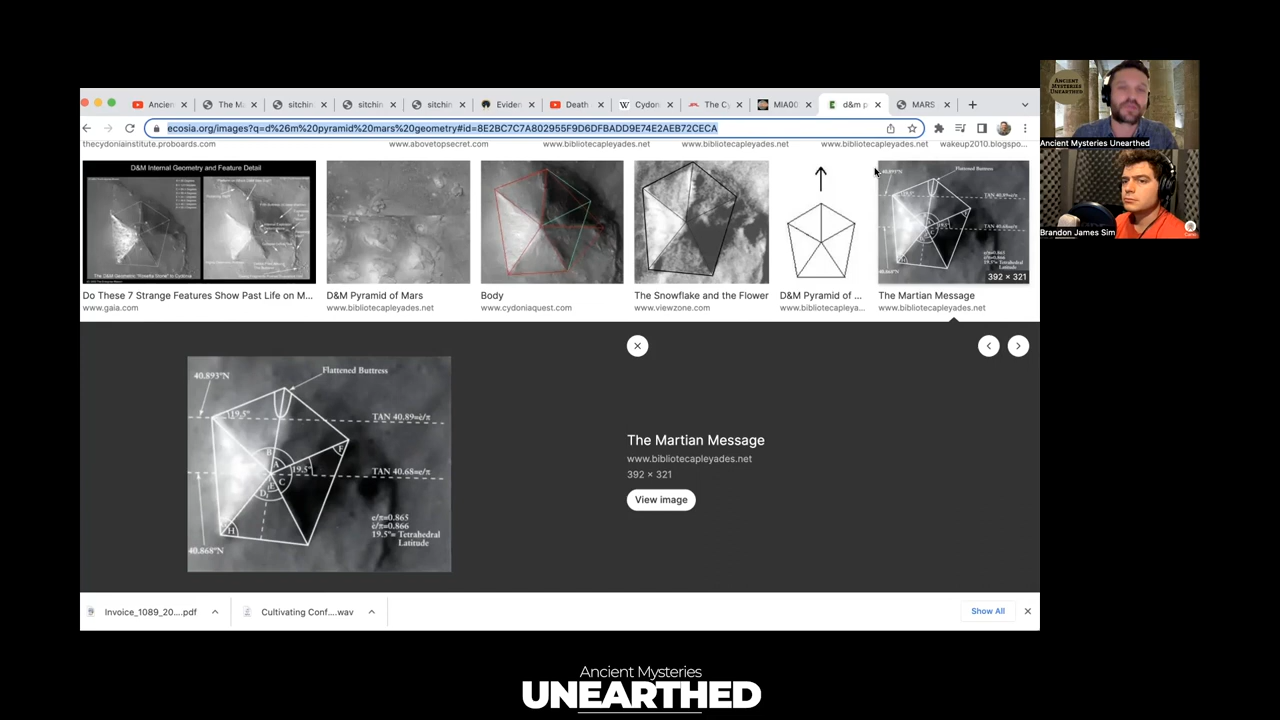 Ancien
The Ma
sitchin
sitchin
sitchin
Eviden
Death
Cydon
The Cy
MIA00
d&m p
MARS
ecosia.org/images?q=d%26m%20pyramid%20mars%20geometry#id=8E2BC7C7A802955F9D6DFBADD9E74E2AEB72CECA
thecydoniainstitute.proboards.com
www.abovetopsecret.com
www.bibliotecapleyades.net
www.bibliotecapleyades.net
www.bibliotecapleyades.net
wakeup2010.blogspo...
D&M Internal Geometry and Feature Detail
Flattened Buttress
392 × 321
Do These 7 Strange Features Show Past Life on M...
www.gaia.com
D&M Pyramid of Mars
www.bibliotecapleyades.net
Body
www.cydoniaquest.com
The Snowflake and the Flower
www.viewzone.com
D&M Pyramid of ...
www.bibliotecapleya...
The Martian Message
www.bibliotecapleyades.net
40.893°N
Flattened Buttress
19.5°
TAN 40.89=ė/π
B
A
F
19.5°
TAN 40.68=e/π
C
D
E
H
e/π=0.865
ė/π=0.866
19.5°= Tetrahedral
Latitude
40.868°N
The Martian Message
www.bibliotecapleyades.net
392 × 321
View image
Invoice_1089_20....pdf
Cultivating Conf....wav
Show All
ANCIENT
MYSTERIES
UNEARTHED
Ancient Mysteries Unearthed
Brandon James Sim
Ancient Mysteries
UNEARTHED